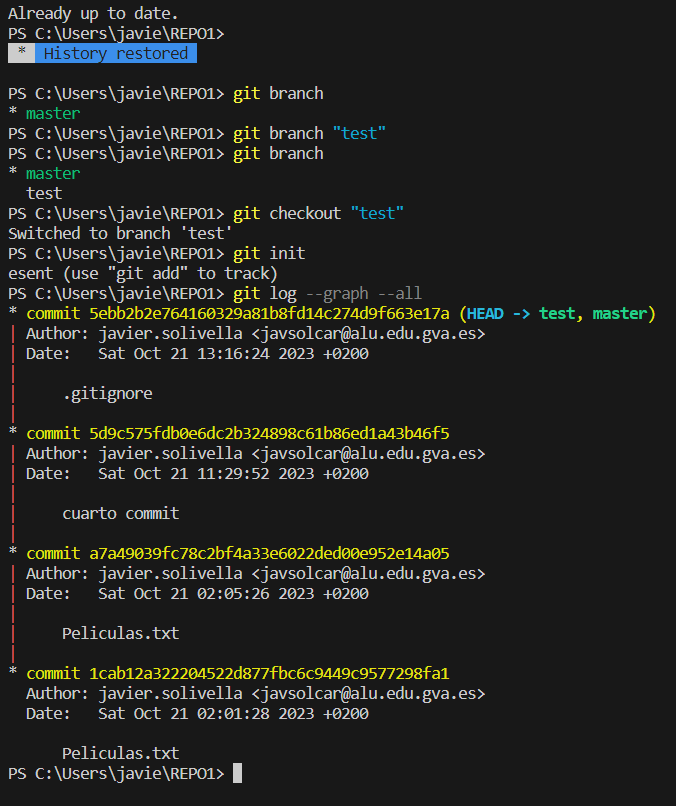 Already up to date.
PS C:\Users\javie\REPO1>
* History restored
PS C:\Users\javie\REPO1> git branch
* master
PS C:\Users\javie\REPO1> git branch "test"
PS C:\Users\javie\REPO1> git branch
* master
  test
PS C:\Users\javie\REPO1> git checkout "test"
Switched to branch 'test'
PS C:\Users\javie\REPO1> git init
esent (use "git add" to track)
PS C:\Users\javie\REPO1> git log --graph --all
* commit 5ebb2b2e764160329a81b8fd14c274d9f663e17a (HEAD -> test, master)
| Author: javier.solivella <javsolcar@alu.edu.gva.es>
| Date:   Sat Oct 21 13:16:24 2023 +0200
|
|     .gitignore
|
* commit 5d9c575fdb0e6dc2b324898c61b86ed1a43b46f5
| Author: javier.solivella <javsolcar@alu.edu.gva.es>
| Date:   Sat Oct 21 11:29:52 2023 +0200
|
|     cuarto commit
|
* commit a7a49039fc78c2bf4a33e6022ded00e952e14a05
| Author: javier.solivella <javsolcar@alu.edu.gva.es>
| Date:   Sat Oct 21 02:05:26 2023 +0200
|
|     Peliculas.txt
|
* commit 1cab12a322204522d877fbc6c9449c9577298fa1
  Author: javier.solivella <javsolcar@alu.edu.gva.es>
  Date:   Sat Oct 21 02:01:28 2023 +0200
      Peliculas.txt
PS C:\Users\javie\REPO1>